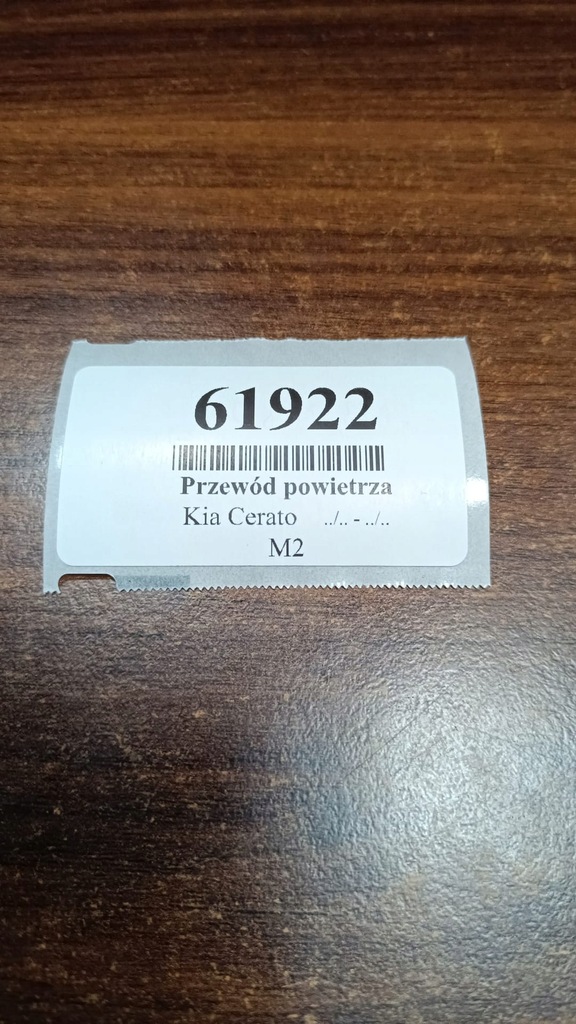 61922
Przewód powietrza
Kia Cerato ../.. - ../..
M2